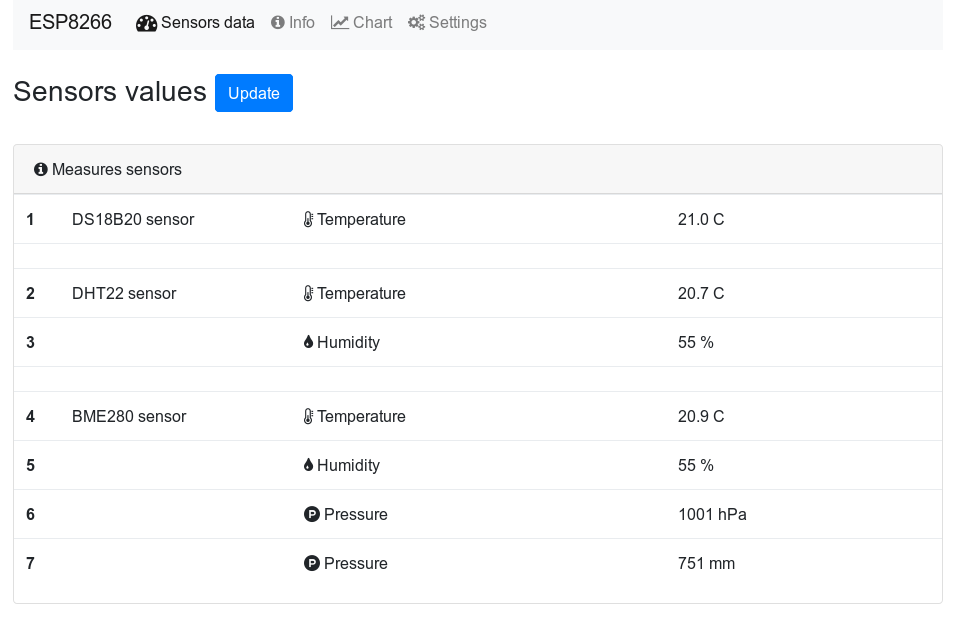 ESP8266 Sensors data Info Chart Settings
Sensors values Update
Measures sensors
1 DS18B20 sensor Temperature 21.0 C
2 DHT22 sensor Temperature 20.7 C
3 Humidity 55 %
4 BME280 sensor Temperature 20.9 C
5 Humidity 55 %
6 Pressure 1001 hPa
7 Pressure 751 mm